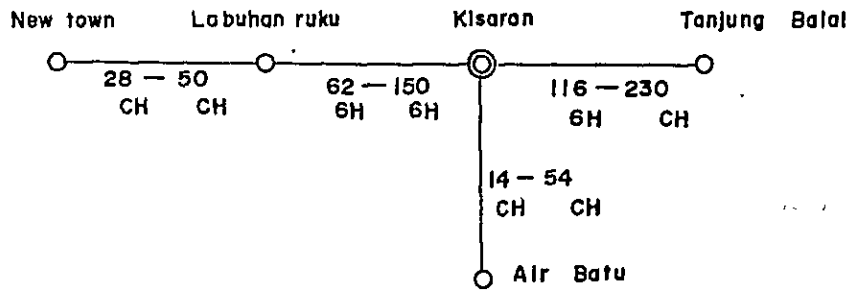 New town Labuhan ruku Kisaran Tanjung Balai
28 — 50 62 — 150 116 — 230
CH CH 6H 6H 6H CH
14 — 54
CH CH
Air Batu